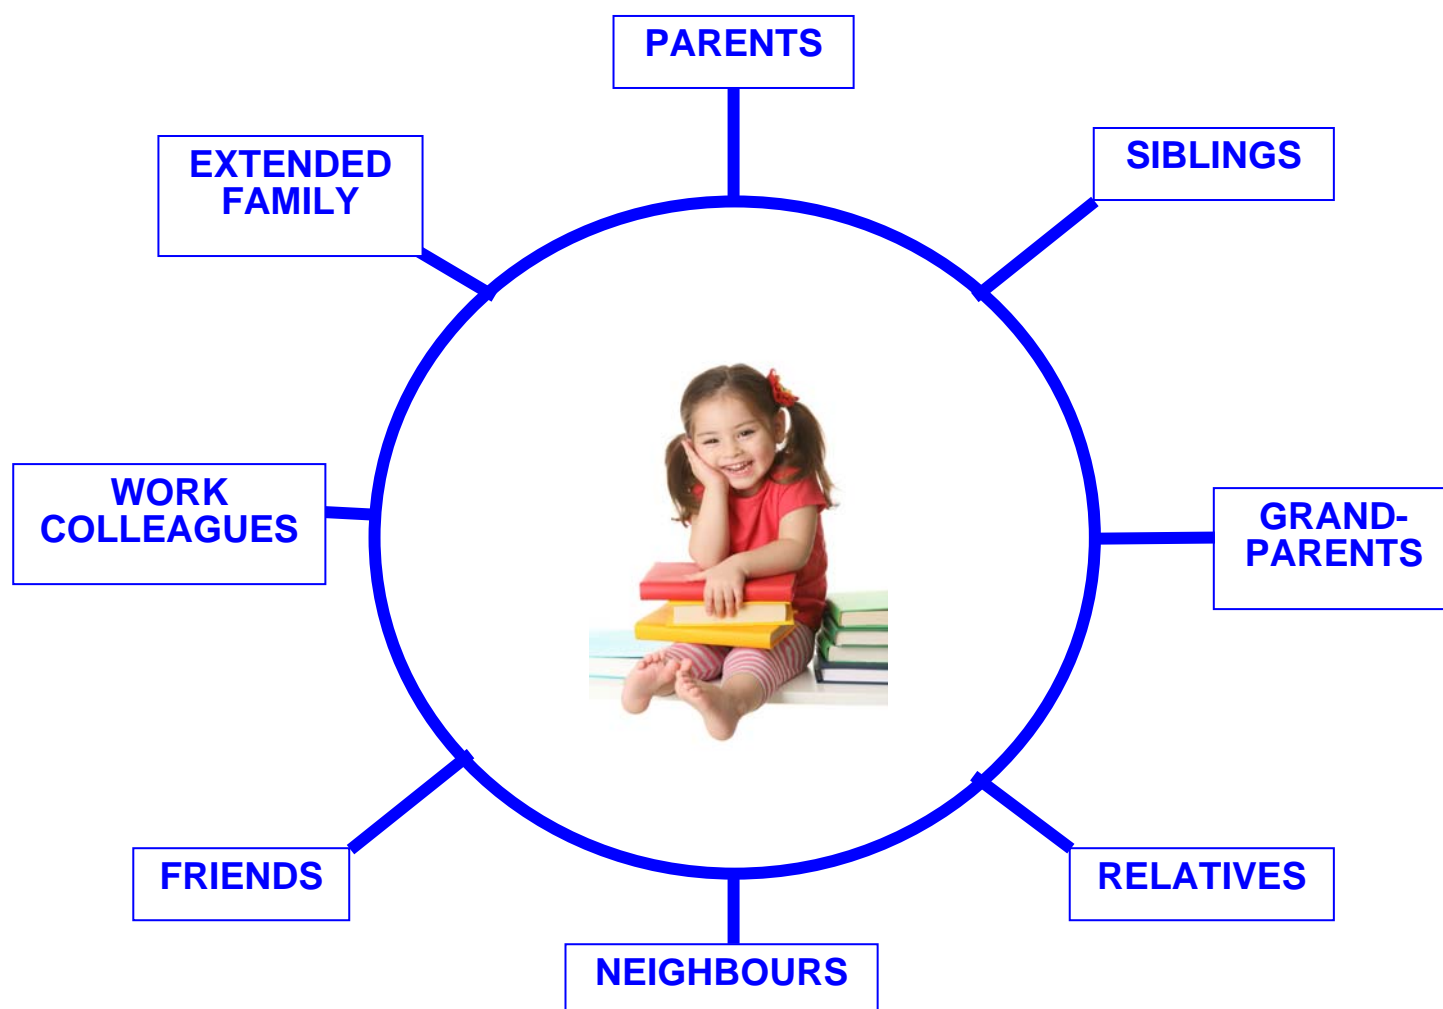 PARENTS
SIBLINGS
EXTENDED
FAMILY
WORK
COLLEAGUES
GRAND-
PARENTS
FRIENDS
RELATIVES
NEIGHBOURS